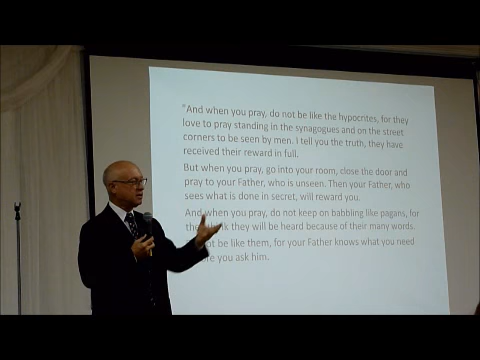 "And when you pray, do not be like the hypocrites, for they
love to pray standing in the synagogues and on the street
corners to be seen by men. I tell you the truth, they have
received their reward in full.
But when you pray, go into your room, close the door and
pray to your Father, who is unseen. Then your Father, who
sees what is done in secret, will reward you.
And when you pray, do not keep on babbling like pagans, for
they will be heard because of their many words.
be like them, for your Father knows what you need
you ask him.